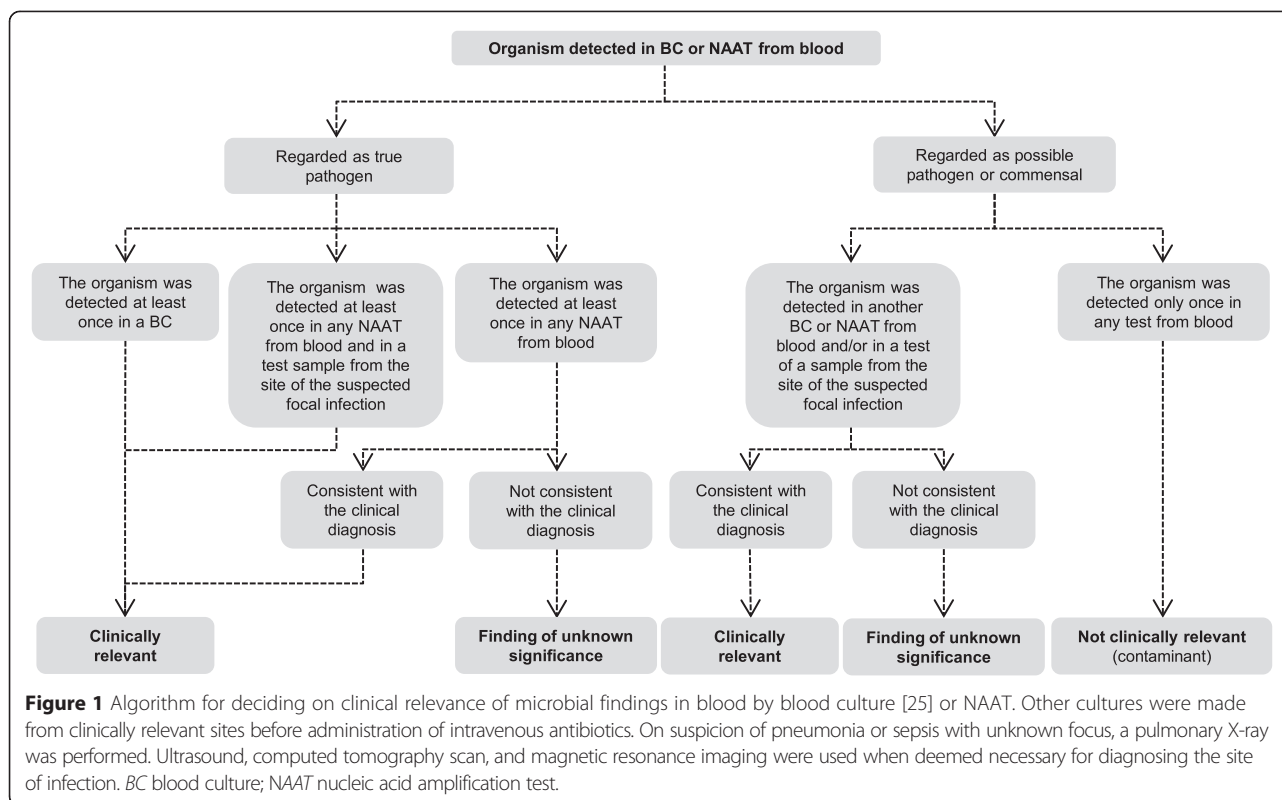 Organism detected in BC or NAAT from blood
Regarded as true
pathogen
Regarded as possible
pathogen or commensal
The organism was
detected at least
once in a BC
The organism was
detected at least
once in any NAAT
from blood and in a
test sample from the
site of the suspected
focal infection
The organism was
detected at least
once in any NAAT
from blood
The organism was
detected in another
BC or NAAT from
blood and/or in a test
of a sample from the
site of the suspected
focal infection
The organism was
detected only once in
any test from blood
Consistent with
the clinical
diagnosis
Not consistent
with the clinical
diagnosis
Consistent with
the clinical
diagnosis
Not consistent
with the clinical
diagnosis
Clinically
relevant
Finding of unknown
significance
Clinically
relevant
Finding of unknown
significance
Not clinically relevant
(contaminant)
Figure 1 Algorithm for deciding on clinical relevance of microbial findings in blood by blood culture [25] or NAAT. Other cultures were made
from clinically relevant sites before administration of intravenous antibiotics. On suspicion of pneumonia or sepsis with unknown focus, a pulmonary X-ray
was performed. Ultrasound, computed tomography scan, and magnetic resonance imaging were used when deemed necessary for diagnosing the site
of infection. BC blood culture; NAAT nucleic acid amplification test.